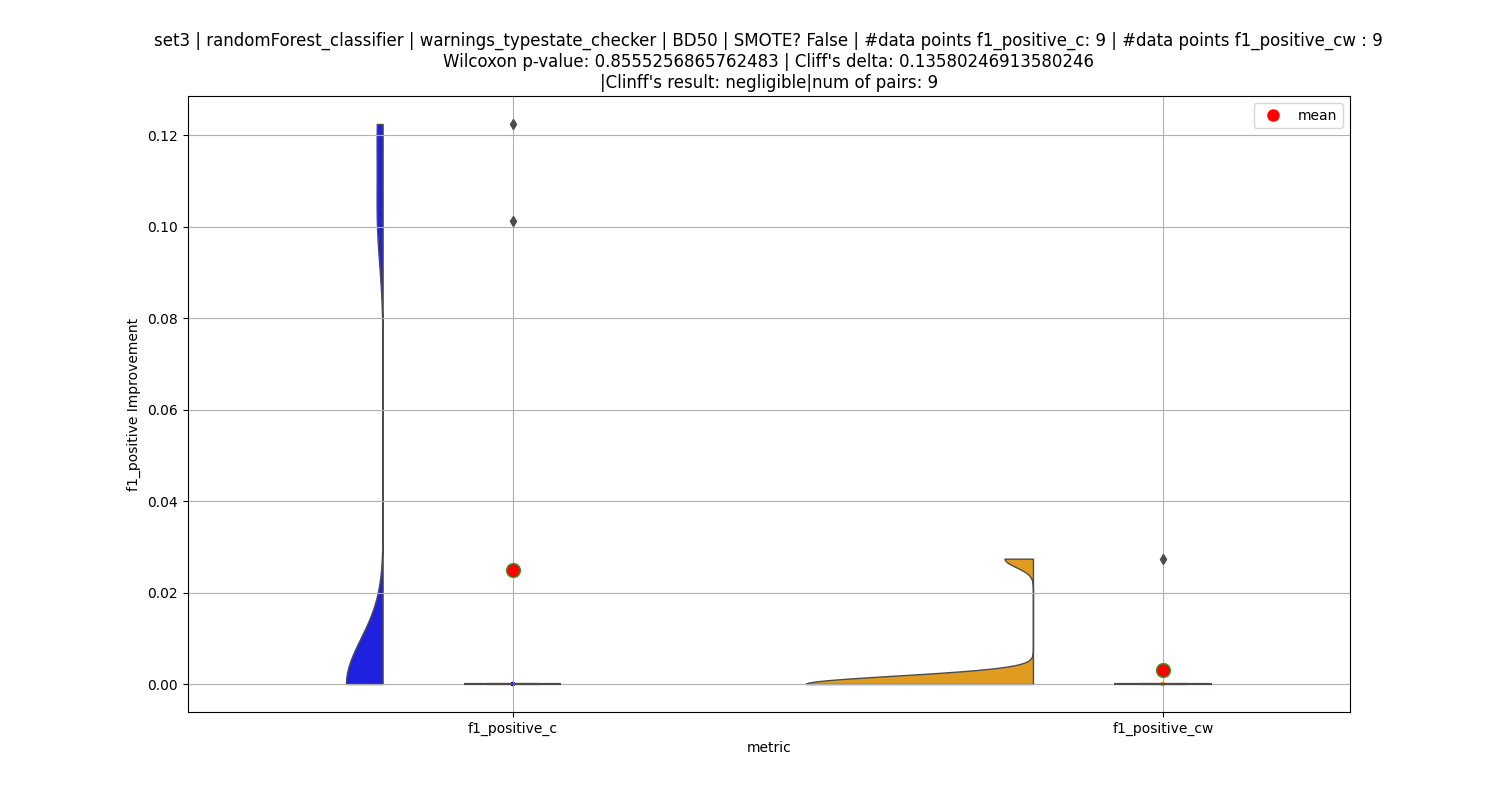 set3 | randomForest_classifier | warnings_typestate_checker | BD50 | SMOTE? False | #data points f1_positive_c: 9 | #data points f1_positive_cw : 9
Wilcoxon p-value: 0.8555256865762483 | Cliff's delta: 0.13580246913580246
|Clinff's result: negligible|num of pairs: 9
mean
0.12
0.10
0.08
0.06
0.04
0.02
0.00
f1_positive Improvement
f1_positive_c
f1_positive_cw
metric